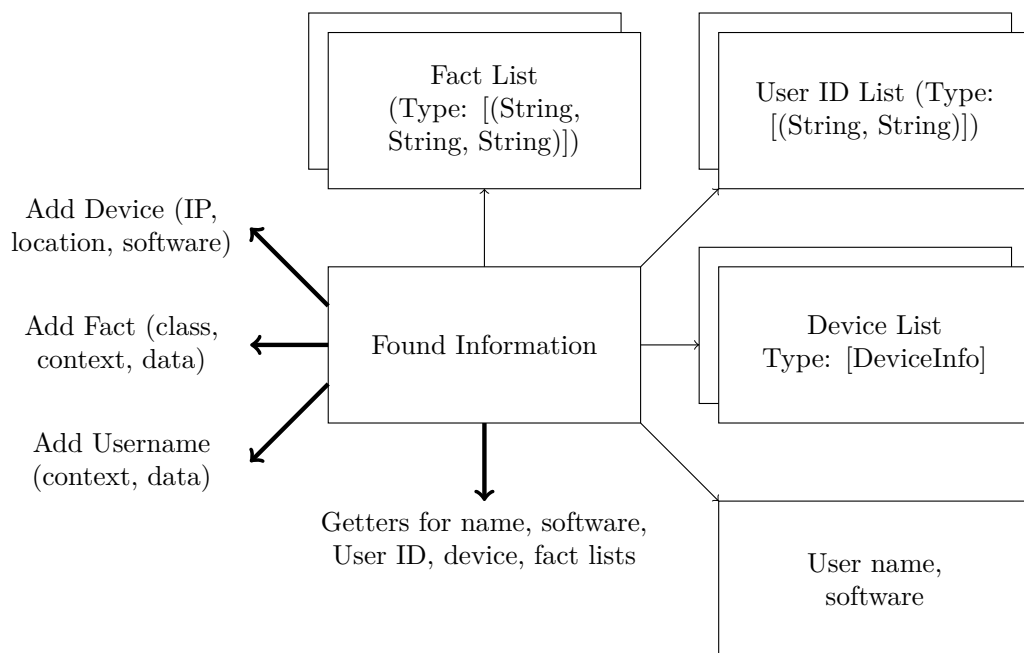 Fact List
(Type: [(String,
String, String)])
User ID List (Type:
[(String, String)])
Add Device (IP,
location, software)
Add Fact (class,
context, data)
Found Information
Device List
Type: [DeviceInfo]
Add Username
(context, data)
Getters for name, software,
User ID, device, fact lists
User name,
software